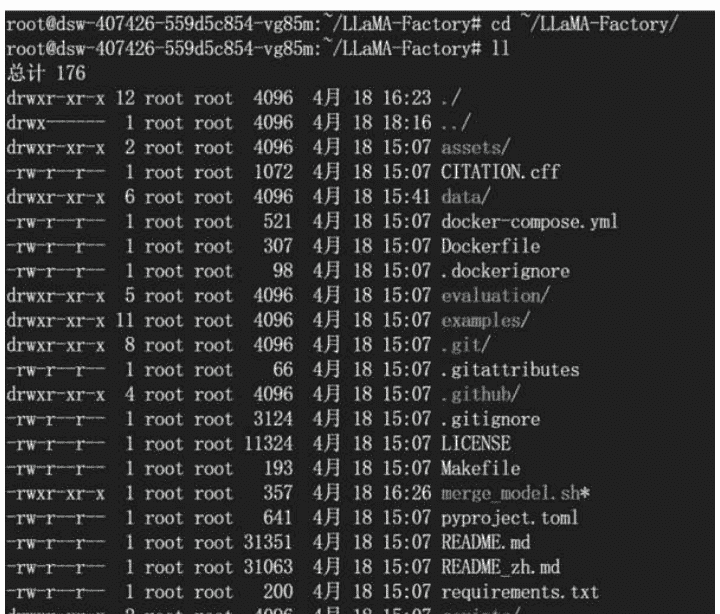 root@dsw-407426-559d5c854-vg85m:~/LLaMA-Factory# cd ~/LLaMA-Factory/
root@dsw-407426-559d5c854-vg85m:~/LLaMA-Factory# ll
总计 176
drwxr-xr-x 12 root root  4096  4月 18 16:23 ./
drwx------  1 root root  4096  4月 18 18:16 ../
drwxr-xr-x  2 root root  4096  4月 18 15:07 assets/
-rw-r--r--  1 root root  1072  4月 18 15:07 CITATION.cff
drwxr-xr-x  6 root root  4096  4月 18 15:41 data/
-rw-r--r--  1 root root   521  4月 18 15:07 docker-compose.yml
-rw-r--r--  1 root root   307  4月 18 15:07 Dockerfile
-rw-r--r--  1 root root    98  4月 18 15:07 .dockerignore
drwxr-xr-x  5 root root  4096  4月 18 15:07 evaluation/
drwxr-xr-x 11 root root  4096  4月 18 15:07 examples/
drwxr-xr-x  8 root root  4096  4月 18 15:07 .git/
-rw-r--r--  1 root root    66  4月 18 15:07 .gitattributes
drwxr-xr-x  4 root root  4096  4月 18 15:07 .github/
-rw-r--r--  1 root root  3124  4月 18 15:07 .gitignore
-rw-r--r--  1 root root 11324  4月 18 15:07 LICENSE
-rw-r--r--  1 root root   193  4月 18 15:07 Makefile
-rwxr-xr-x  1 root root   357  4月 18 16:26 merge_model.sh*
-rw-r--r--  1 root root   641  4月 18 15:07 pyproject.toml
-rw-r--r--  1 root root 31351  4月 18 15:07 README.md
-rw-r--r--  1 root root 31063  4月 18 15:07 README_zh.md
-rw-r--r--  1 root root   200  4月 18 15:07 requirements.txt